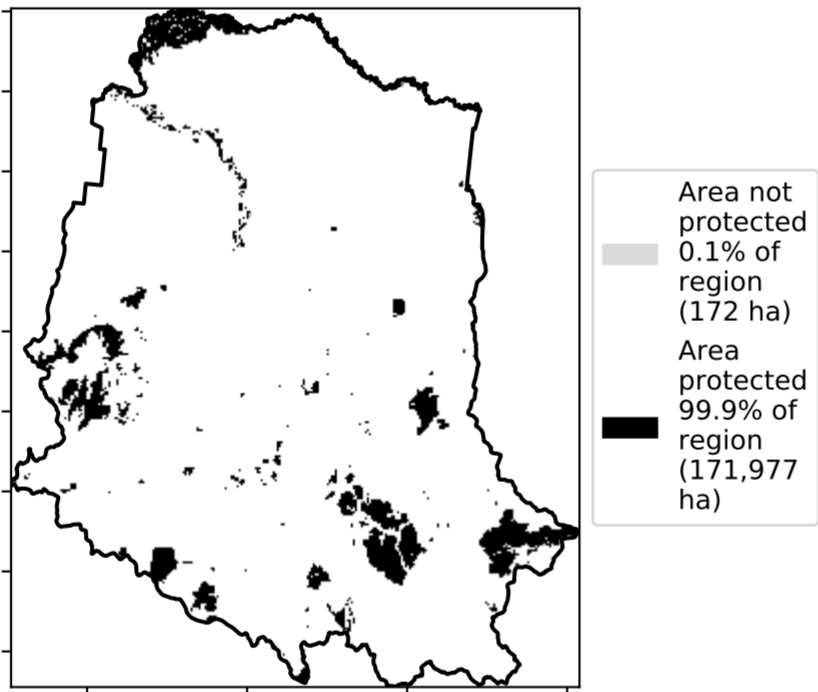 Area not
protected
0.1% of
region
(172 ha)
Area
protected
99.9% of
region
(171,977
ha)